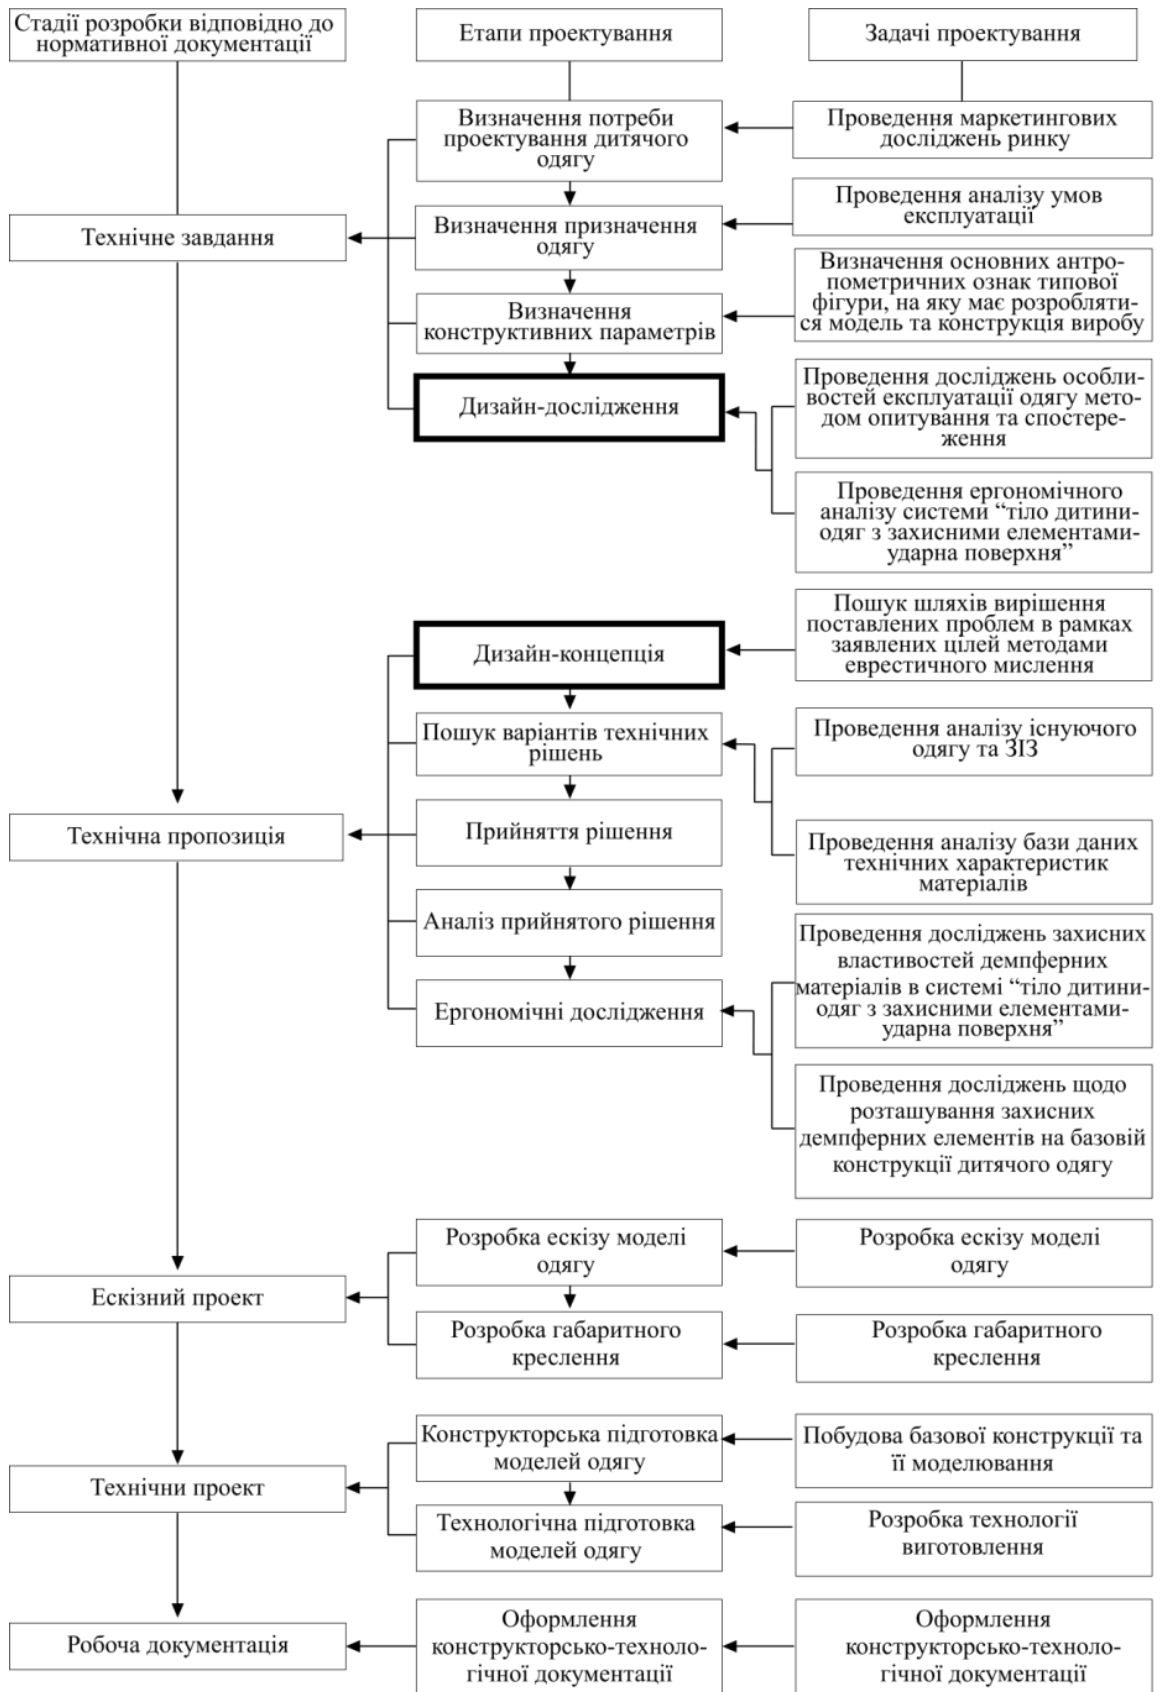 Стадії розробки відповідно до
нормативної документації
Етапи проектування
Задачі проектування
Визначення потреби
проектування дитячого
одягу
Проведення маркетингових
досліджень ринку
Технічне завдання
Визначення призначення
одягу
Проведення аналізу умов
експлуатації
Визначення
конструктивних параметрів
Визначення основних антро-
пометричних ознак типової
фігури, на яку має розробляти-
ся модель та конструкція виробу
Дизайн-дослідження
Проведення досліджень особли-
востей експлуатації одягу мето-
дом опитування та спостере-
ження
Проведення ергономічного
аналізу системи “тіло дитини-
одяг з захисними елементами-
ударна поверхня”
Дизайн-концепція
Пошук шляхів вирішення
поставлених проблем в рамках
заявлених цілей методами
еврестичного мислення
Пошук варіантів технічних
рішень
Проведення аналізу існуючого
одягу та ЗІЗ
Технічна пропозиція
Прийняття рішення
Проведення аналізу бази даних
технічних характеристик
матеріалів
Аналіз прийнятого рішення
Проведення досліджень захисних
властивостей демпферних
матеріалів в системі “тіло дитини-
одяг з захисними елементами-
ударна поверхня”
Ергономічні дослідження
Проведення досліджень щодо
розташування захисних
демпферних елементів на базовій
конструкції дитячого одягу
Ескізний проект
Розробка ескізу моделі
одягу
Розробка ескізу моделі
одягу
Розробка габаритного
креслення
Розробка габаритного
креслення
Технічни проект
Конструкторська підготовка
моделей одягу
Побудова базової конструкції та
її моделювання
Технологічна підготовка
моделей одягу
Розробка технології
виготовлення
Робоча документація
Оформлення
конструкторсько-техноло-
гічної документації
Оформлення
конструкторсько-техноло-
гічної документації